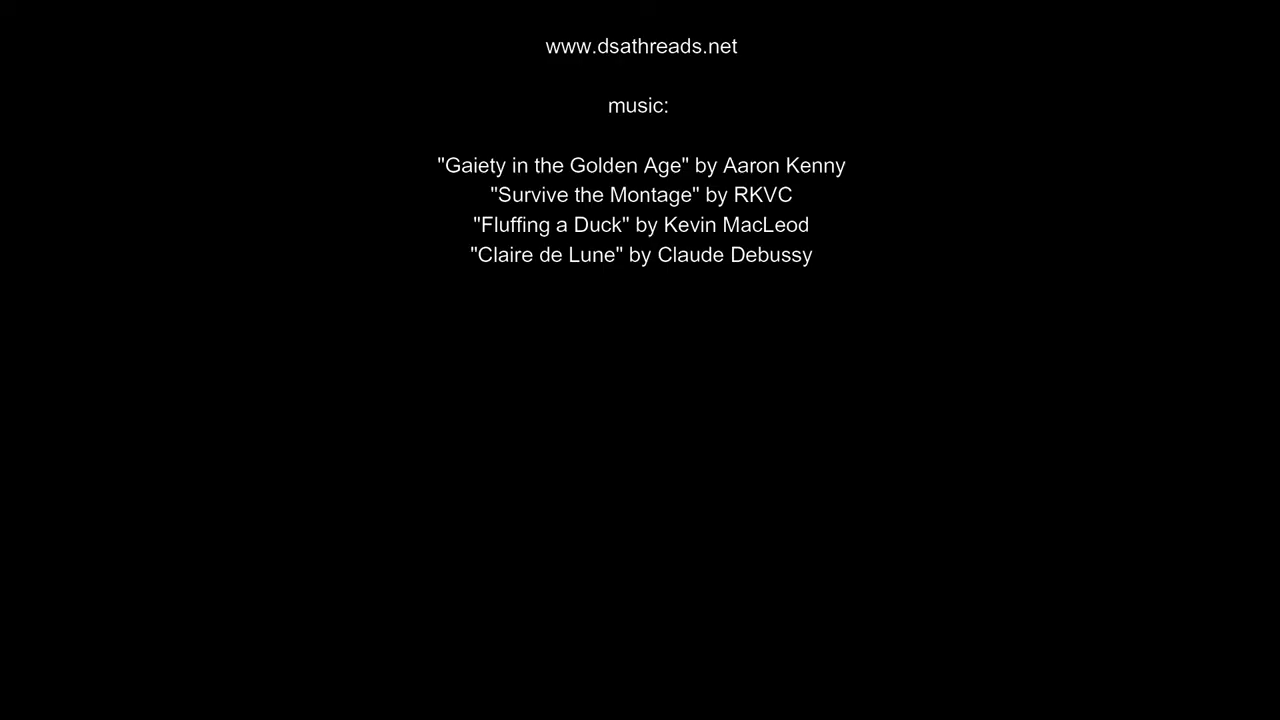 www.dsathreads.net
music:
"Gaiety in the Golden Age" by Aaron Kenny
"Survive the Montage" by RKVC
"Fluffing a Duck" by Kevin MacLeod
"Claire de Lune" by Claude Debussy